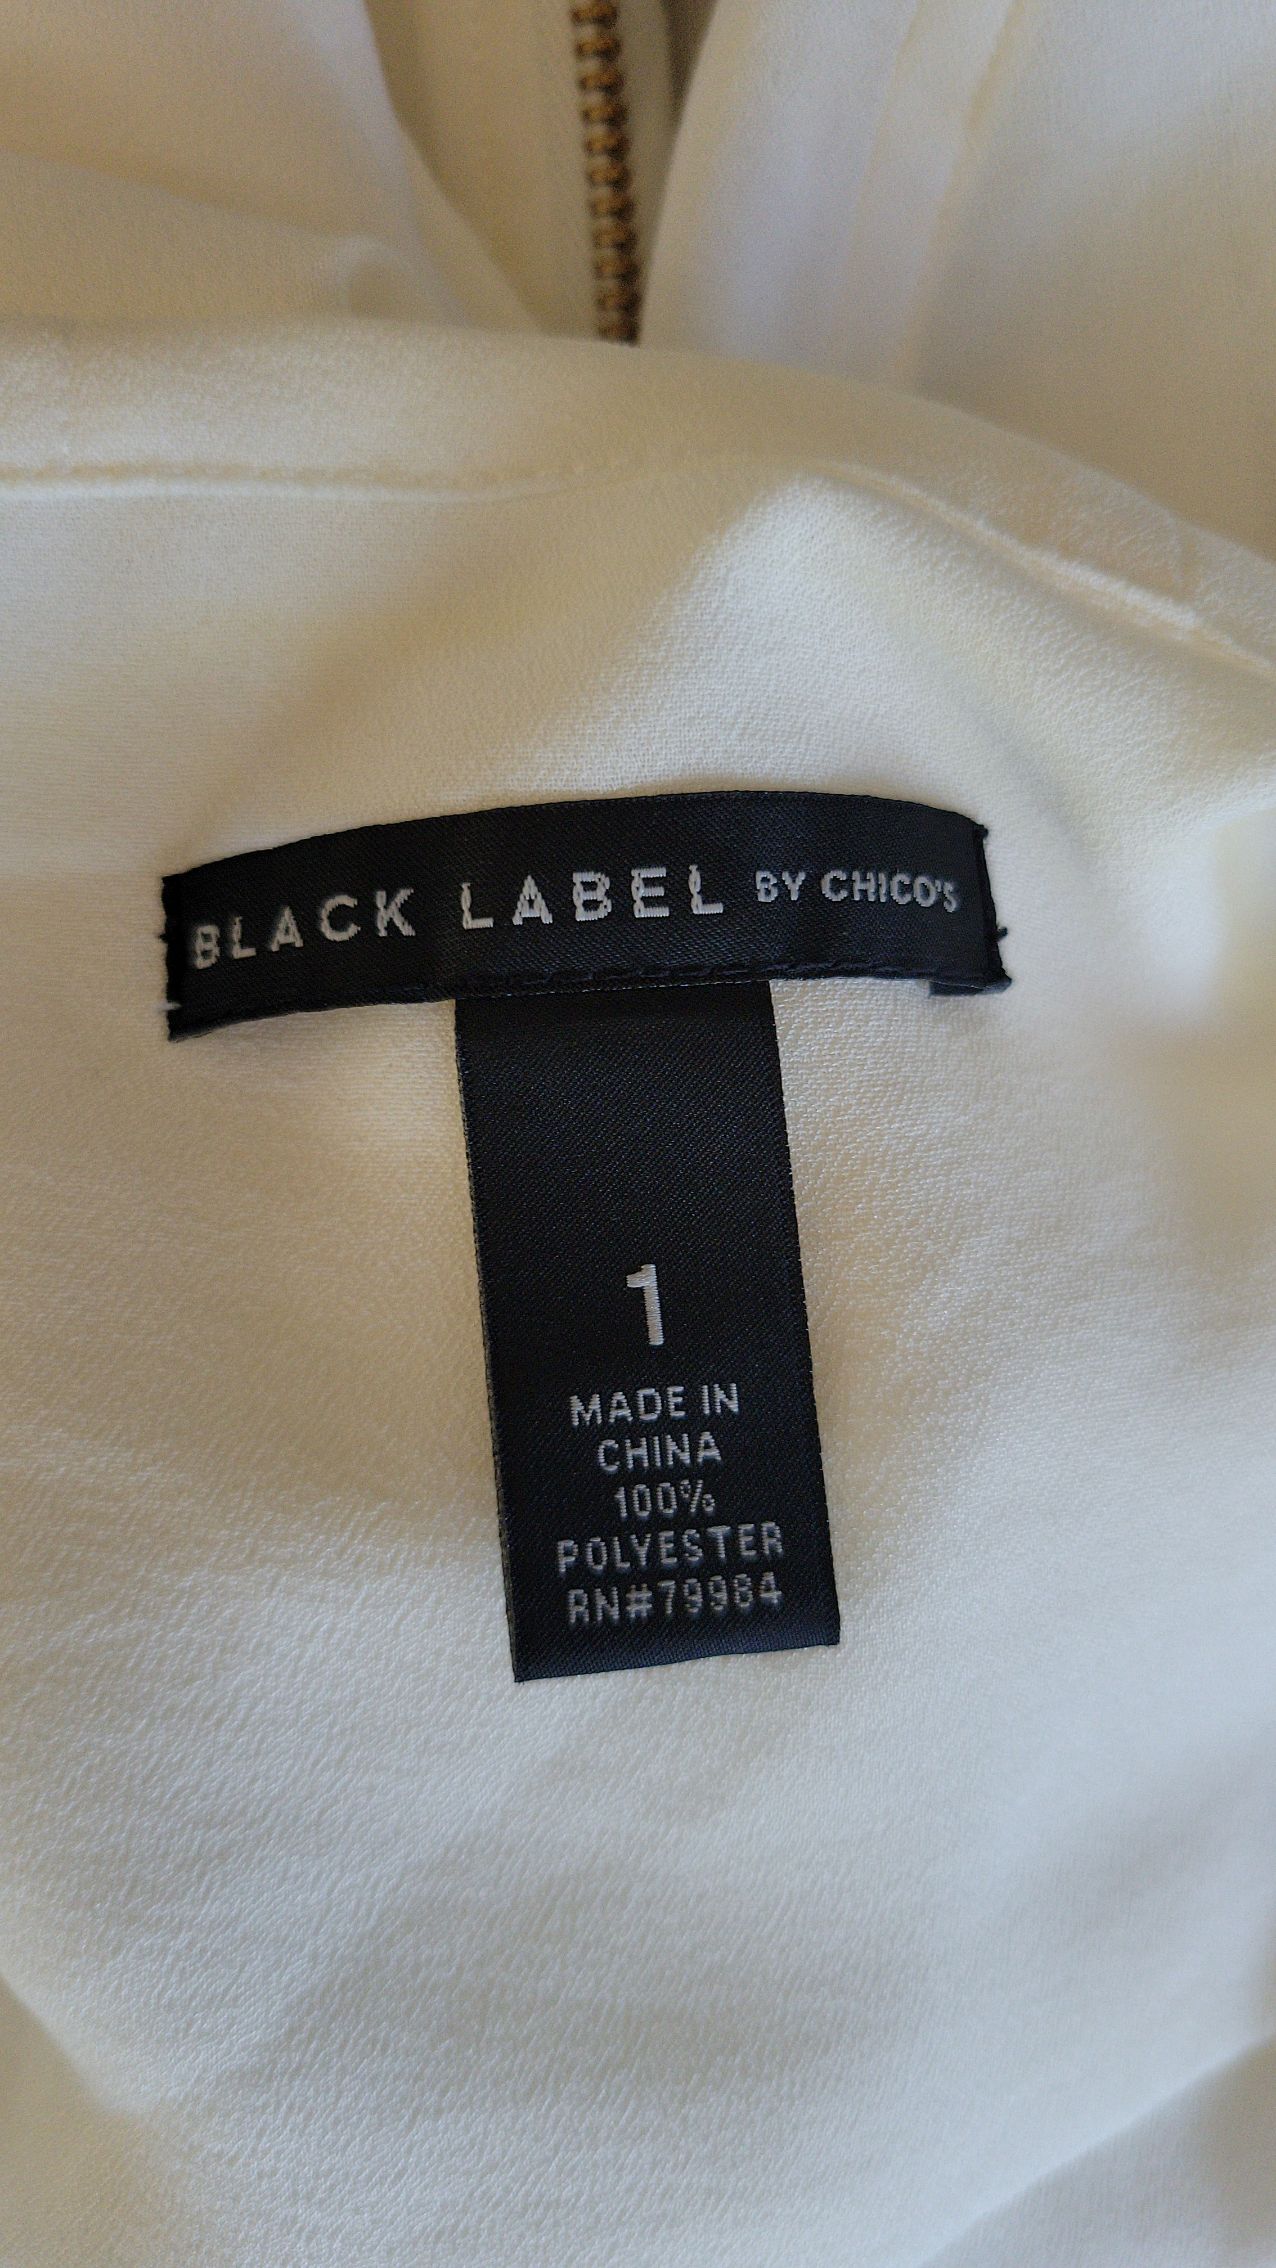 BLACK LABEL BY CHICO'S
1
MADE IN
CHINA
100%
POLYESTER
RN#79984